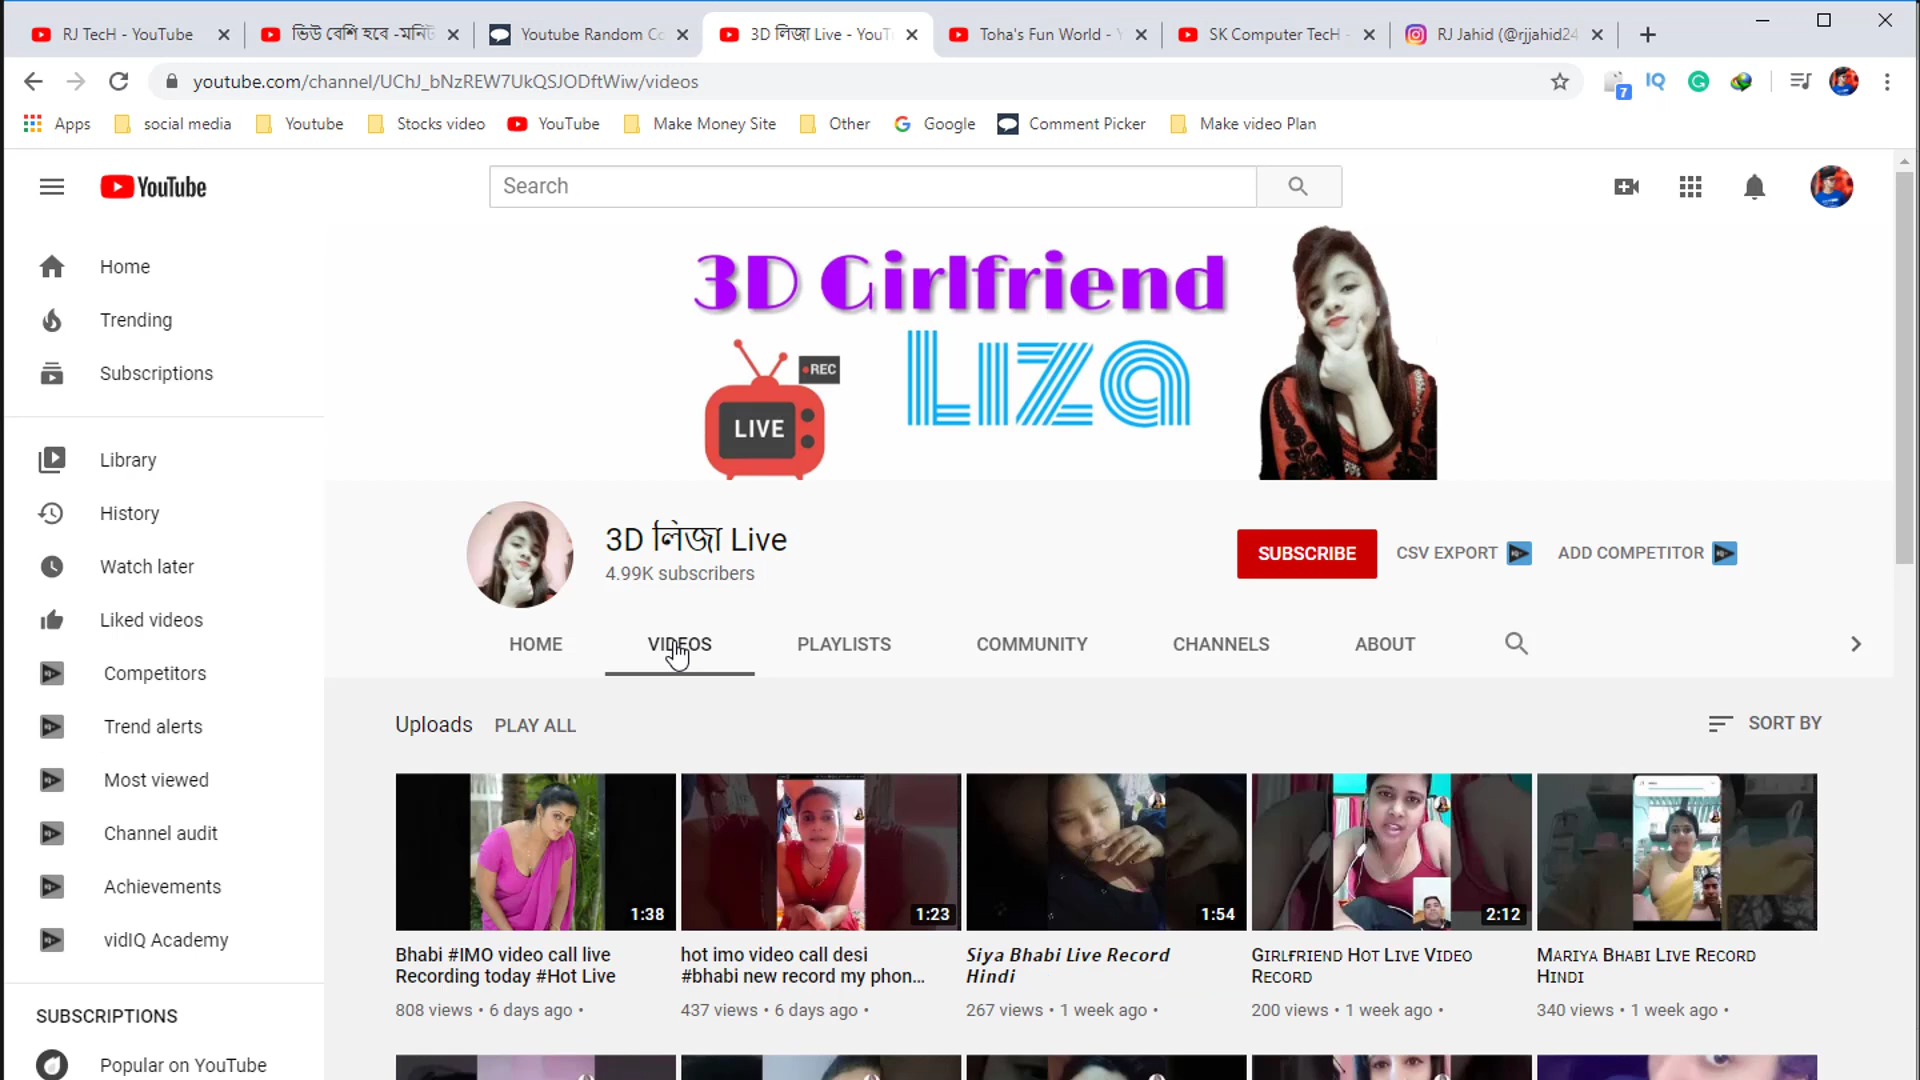 RJ TecH - YouTube
ভিউ বেশি হবে -মনিট
Youtube Random Co
3D লিজা Live - YouT
Toha's Fun World - Y
SK Computer TecH -
RJ Jahid (@rjjahid24
youtube.com/channel/UChJ_bNzREW7UkQSJODftWiw/videos
7
IQ
Apps
social media
Youtube
Stocks video
YouTube
Make Money Site
Other
Google
Comment Picker
Make video Plan
YouTube
Search
Home
Trending
Subscriptions
Library
History
Watch later
Liked videos
Competitors
Trend alerts
Most viewed
Channel audit
Achievements
vidIQ Academy
SUBSCRIPTIONS
Popular on YouTube
3D Girlfriend
Liza
REC
LIVE
3D লিজা Live
4.99K subscribers
SUBSCRIBE
CSV EXPORT
ADD COMPETITOR
HOME
VIDEOS
PLAYLISTS
COMMUNITY
CHANNELS
ABOUT
Uploads
PLAY ALL
SORT BY
1:38
1:23
1:54
2:12
Bhabi #IMO video call live
Recording today #Hot Live
808 views • 6 days ago •
hot imo video call desi
#bhabi new record my phon...
437 views • 6 days ago •
Siya Bhabi Live Record
Hindi
267 views • 1 week ago •
Girlfriend Hot Live Video
Record
200 views • 1 week ago •
Mariya Bhabi Live Record
Hindi
340 views • 1 week ago •